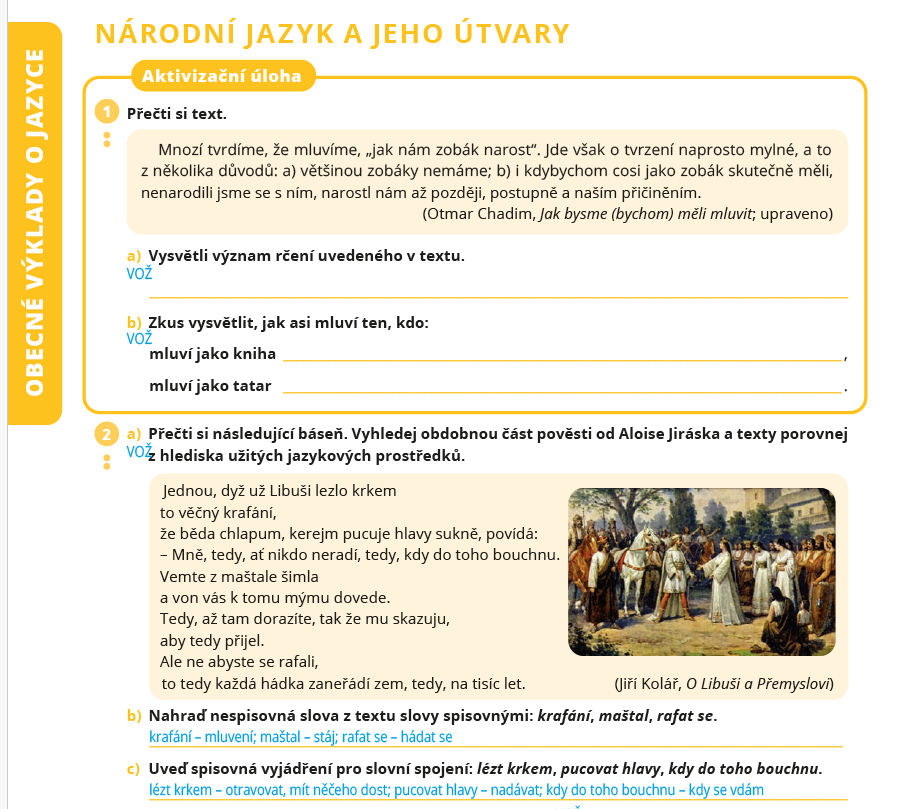 NÁRODNÍ JAZYK A JEHO ÚTVARY
OBECNÉ VÝKLADY O JAZYCE
Aktivizační úloha
1 Přečti si text.
Mnozí tvrdíme, že mluvíme, „jak nám zobák narost“. Jde však o tvrzení naprosto mylné, a to
z několika důvodů: a) většinou zobáky nemáme; b) i kdybychom cosi jako zobák skutečně měli,
nenarodili jsme se s ním, narostl nám až později, postupně a naším přičiněním.
(Otmar Chadim, Jak bysme (bychom) měli mluvit; upraveno)
a) Vysvětli význam rčení uvedeného v textu.
VOŽ
b) Zkus vysvětlit, jak asi mluví ten, kdo:
VOŽ
mluví jako kniha ,
mluví jako tatar .
2 a) Přečti si následující báseň. Vyhledej obdobnou část pověsti od Aloise Jiráska a texty porovnej
VOŽ
z hlediska užitých jazykových prostředků.
Jednou, dyž už Libuši lezlo krkem
to věčný krafání,
že běda chlapum, kerejm pucuje hlavy sukně, povídá:
– Mně, tedy, ať nikdo neradí, tedy, kdy do toho bouchnu.
Vemte z maštale šimla
a von vás k tomu mýmu dovede.
Tedy, až tam dorazíte, tak že mu skazuju,
aby tedy přijel.
Ale ne abyste se rafali,
to tedy každá hádka zaneřádí zem, tedy, na tisíc let.
(Jiří Kolář, O Libuši a Přemyslovi)
b) Nahraď nespisovná slova z textu slovy spisovnými: krafání, maštal, rafat se.
krafání – mluvení; maštal – stáj; rafat se – hádat se
c) Uveď spisovná vyjádření pro slovní spojení: lézt krkem, pucovat hlavy, kdy do toho bouchnu.
lézt krkem – otravovat, mít něčeho dost; pucovat hlavy – nadávat; kdy do toho bouchnu – kdy se vdám